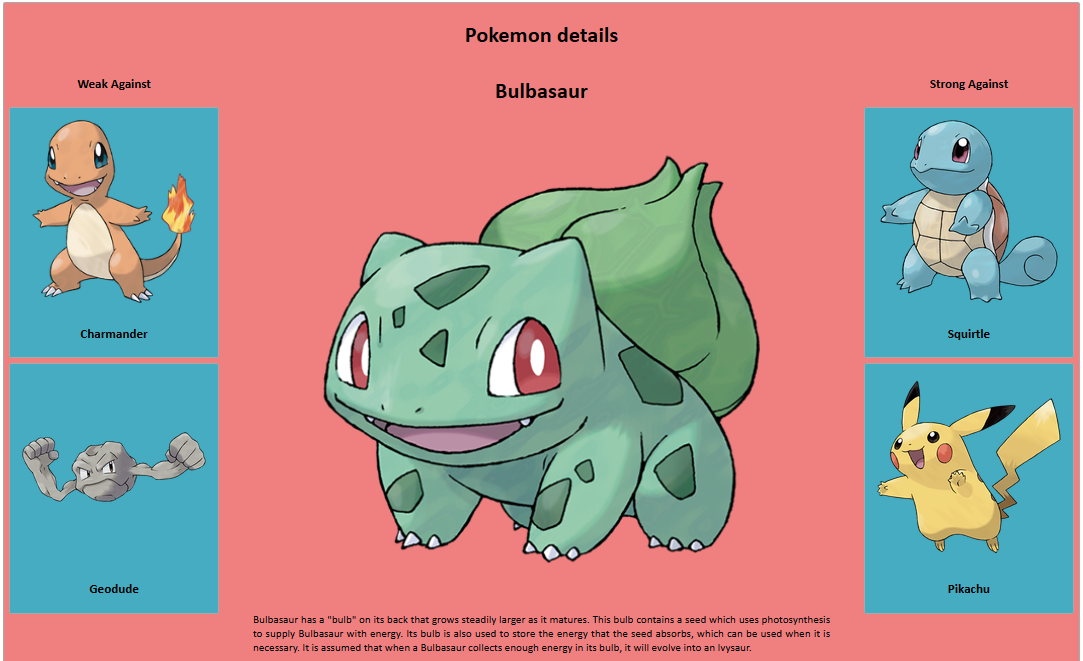 Pokemon details
Weak Against
Bulbasaur
Strong Against
Charmander
Squirtle
Geodude
Pikachu
Bulbasaur has a "bulb" on its back that grows steadily larger as it matures. This bulb contains a seed which uses photosynthesis
to supply Bulbasaur with energy. Its bulb is also used to store the energy that the seed absorbs, which can be used when it is
necessary. It is assumed that when a Bulbasaur collects enough energy in its bulb, it will evolve into an Ivysaur.